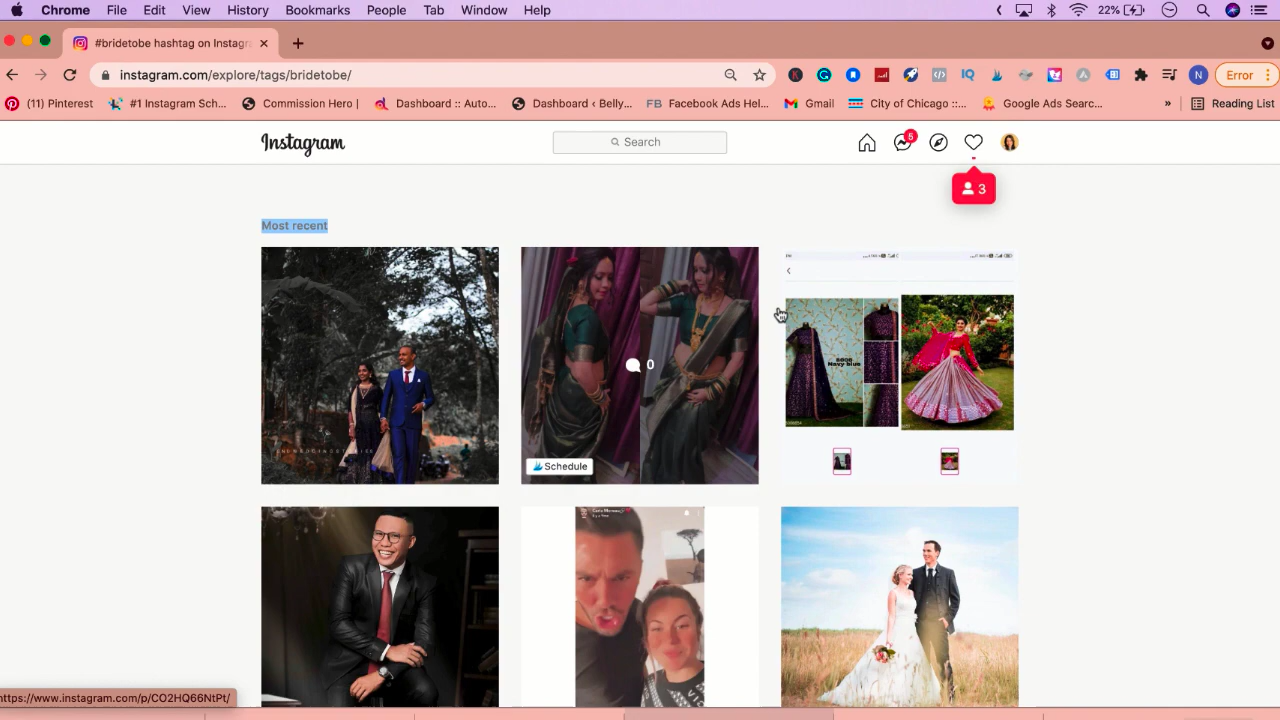 Chrome File Edit View History Bookmarks People Tab Window Help 22%
#bridetobe hashtag on Instagr
instagram.com/explore/tags/bridetobe/ IQ N Error
(11) Pinterest #1 Instagram Sch... Commission Hero | Dashboard :: Auto... Dashboard < Belly... FB Facebook Ads Hel... Gmail City of Chicago ::... Google Ads Searc... » Reading List
Instagram Search 5
3
Most recent
0
Navy blue
Schedule
https://www.instagram.com/p/CO2HQ66NtPt/